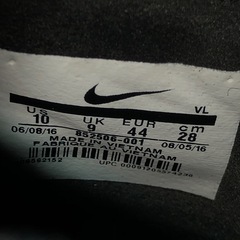 VL
US UK EUR cm
10 9 44 28
06/08/16 852506-001 08/05/16
MADE IN VIETNAM
FABRIQUE AU VIETNAM